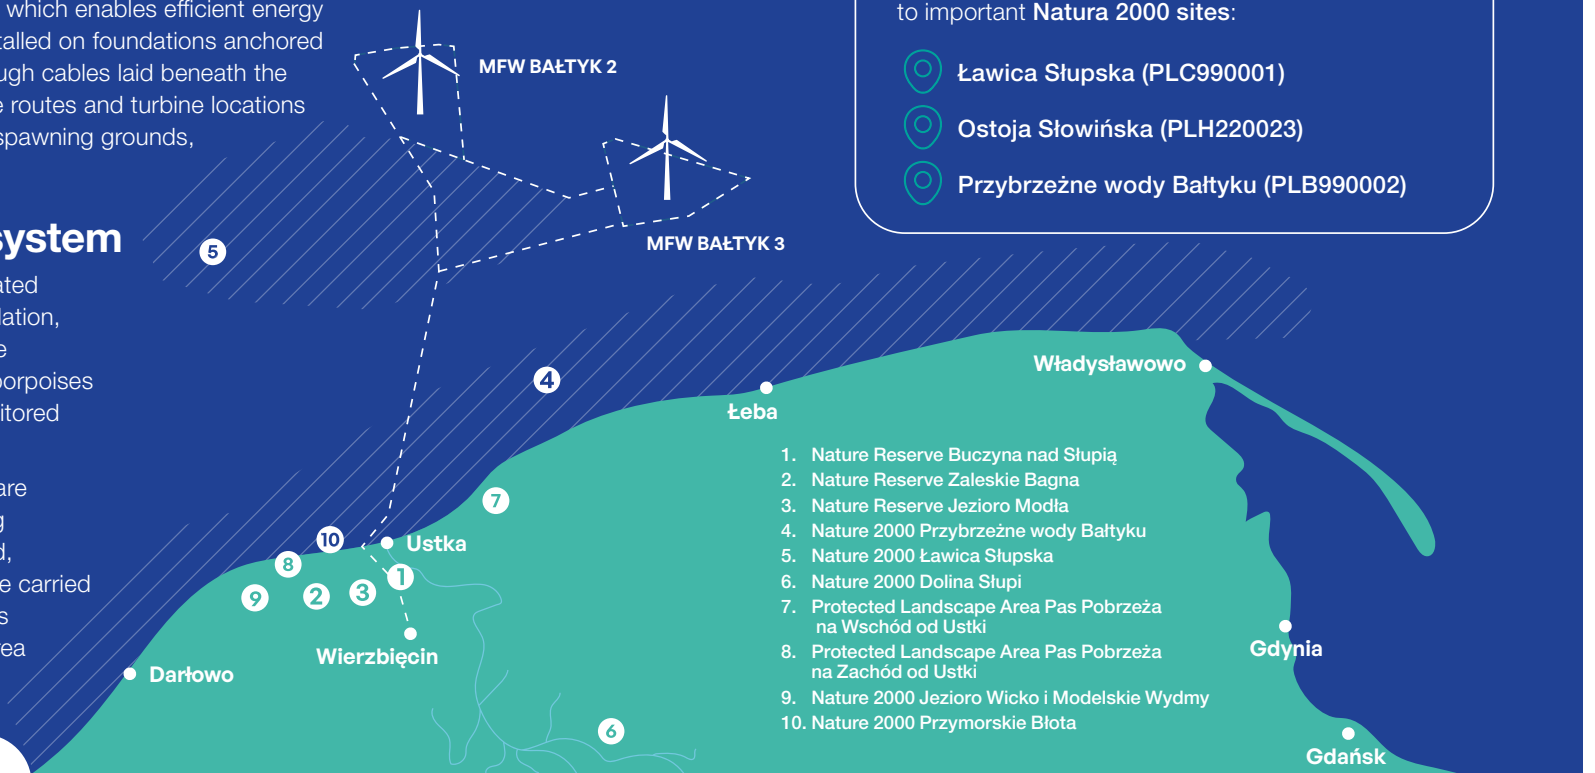 which enables efficient energy
talled on foundations anchored
ugh cables laid beneath the
e routes and turbine locations
spawning grounds,
system
ated
lation,
e
porpoises
itored
are
g
d,
e carried
s
rea
MFW BAŁTYK 2
MFW BAŁTYK 3
to important Natura 2000 sites:
Ławica Słupska (PLC990001)
Ostoja Słowińska (PLH220023)
Przybrzeżne wody Bałtyku (PLB990002)
5
4
Władysławowo
Łeba
7
10
Ustka
8
9
2
3
1
Wierzbięcin
Darłowo
6
1. Nature Reserve Buczyna nad Słupią
2. Nature Reserve Zaleskie Bagna
3. Nature Reserve Jezioro Modła
4. Nature 2000 Przybrzeżne wody Bałtyku
5. Nature 2000 Ławica Słupska
6. Nature 2000 Dolina Słupi
7. Protected Landscape Area Pas Pobrzeża
na Wschód od Ustki
8. Protected Landscape Area Pas Pobrzeża
na Zachód od Ustki
9. Nature 2000 Jezioro Wicko i Modelskie Wydmy
10. Nature 2000 Przymorskie Błota
Gdynia
Gdańsk